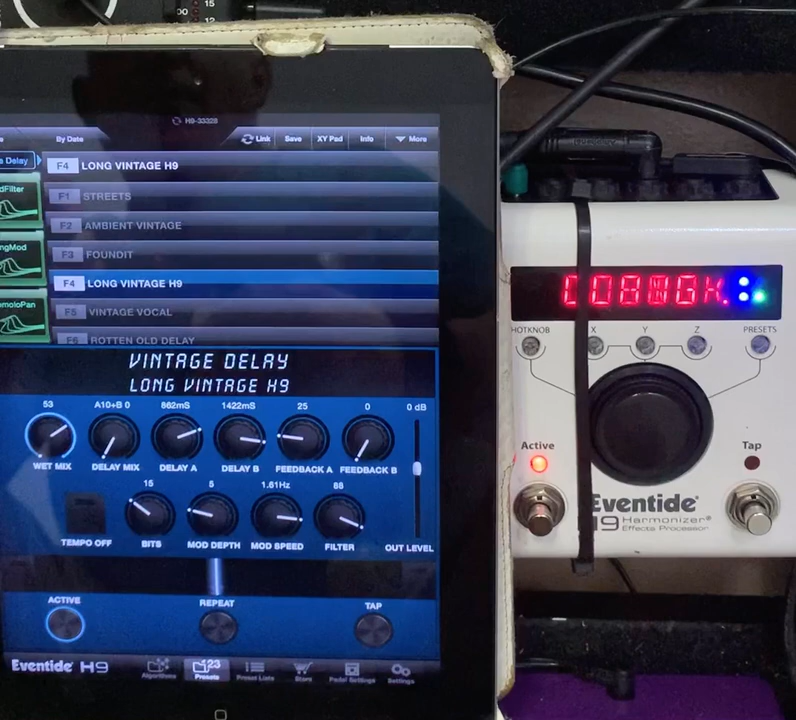 15
12
H9-33328
By Date
Link Save XY Pad Info More
e Delay
F4 LONG VINTAGE H9
dFilter
F1 STREETS
F2 AMBIENT VINTAGE
ngMod
F3 FOUNDIT
F4 LONG VINTAGE H9
emoloPan
F5 VINTAGE VOCAL
F6 ROTTEN OLD DELAY
VINTAGE DELAY
LONG VINTAGE H9
53 A10+B 0 862mS 1422mS 25 0 0 dB
WET MIX DELAY MIX DELAY A DELAY B FEEDBACK A FEEDBACK B
15 5 1.61Hz 88
TEMPO OFF BITS MOD DEPTH MOD SPEED FILTER OUT LEVEL
ACTIVE REPEAT TAP
Eventide H9
Algorithms Presets Preset Lists Store Pedal Settings Settings
HOTKNOB X Y Z PRESETS
Active Tap
Eventide®
H9 Harmonizer®
Effects Processor